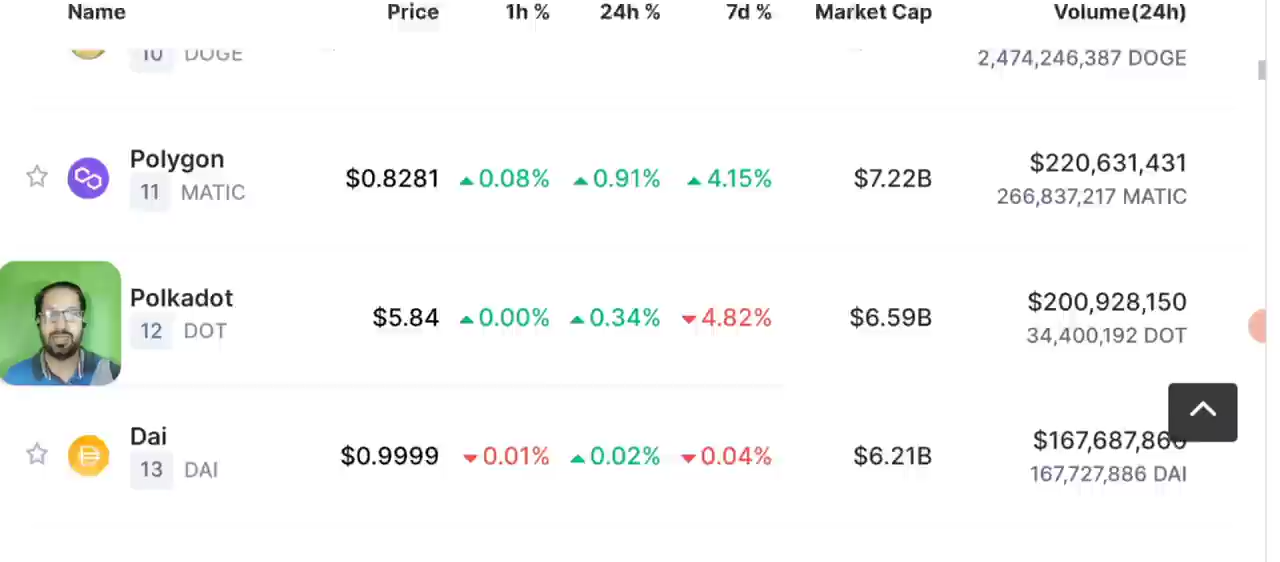 Name Price 1h % 24h % 7d % Market Cap Volume(24h)
10 DOGE 2,474,246,387 DOGE
Polygon
11 MATIC
$0.8281 0.08% 0.91% 4.15% $7.22B $220,631,431
266,837,217 MATIC
Polkadot
12 DOT
$5.84 0.00% 0.34% 4.82% $6.59B $200,928,150
34,400,192 DOT
Dai
13 DAI
$0.9999 0.01% 0.02% 0.04% $6.21B $167,687,860
167,727,886 DAI